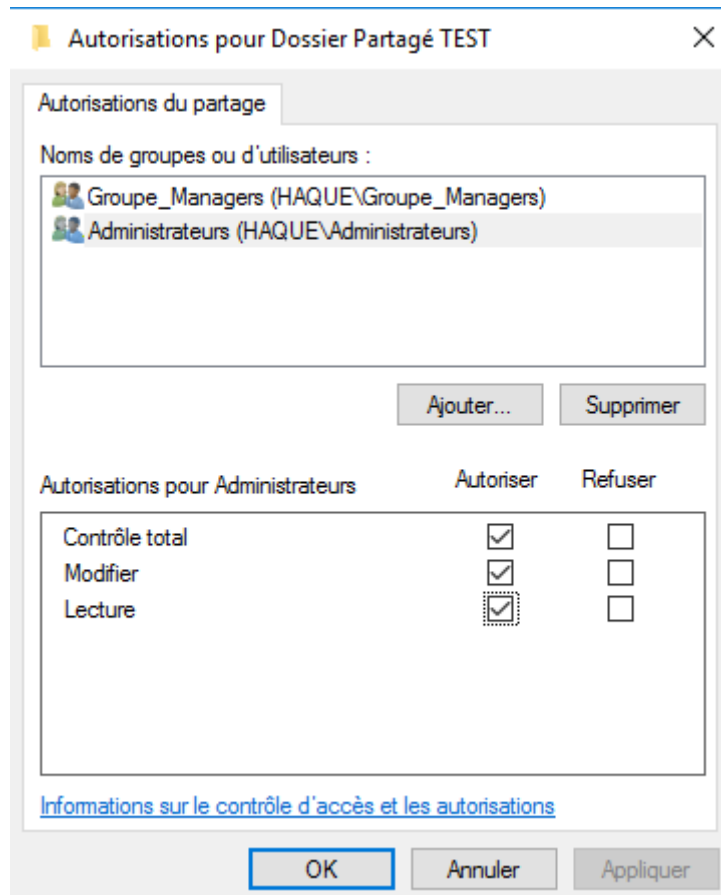 Autorisations pour Dossier Partagé TEST
Autorisations du partage
Noms de groupes ou d'utilisateurs :
Groupe_Managers (HAQUE\Groupe_Managers)
Administrateurs (HAQUE\Administrateurs)
Ajouter... Supprimer
Autorisations pour Administrateurs Autoriser Refuser
Contrôle total
Modifier
Lecture
Informations sur le contrôle d'accès et les autorisations
OK Annuler Appliquer